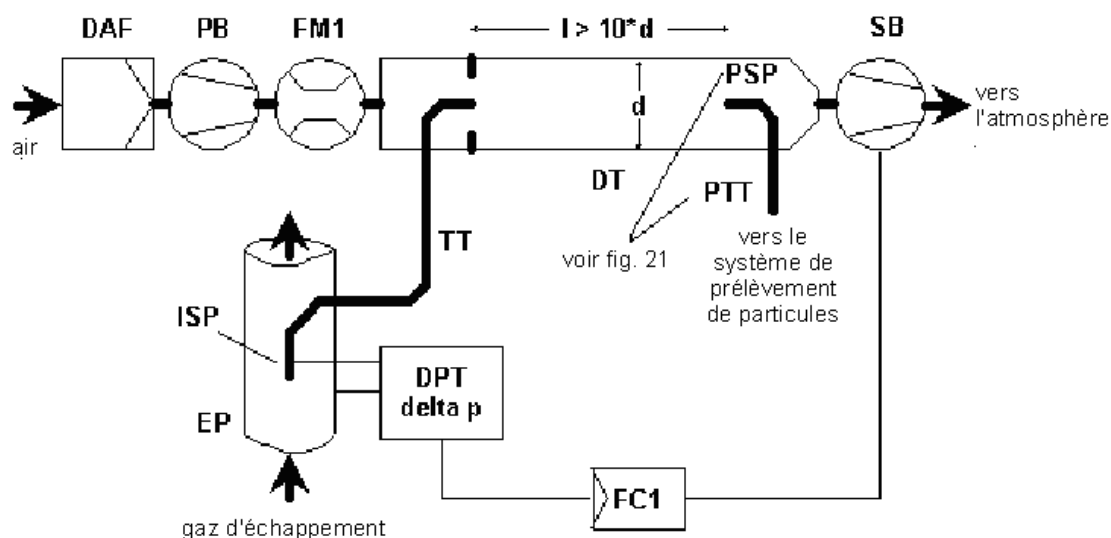 DAF PB FM1 l > 10*d SB
air
d
PSP
vers
l'atmosphère
.
DT
PTT
TT
voir fig. 21
vers le
système de
prélèvement
de particules
ISP
DPT
delta p
EP
FC1
gaz d'échappement